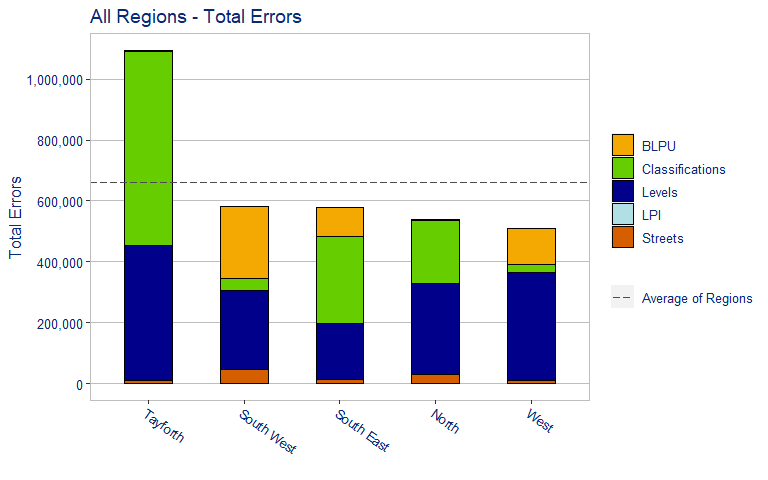 All Regions - Total Errors
Total Errors
1,000,000
800,000
600,000
400,000
200,000
0
Tayforth
South West
South East
North
West
BLPU
Classifications
Levels
LPI
Streets
Average of Regions